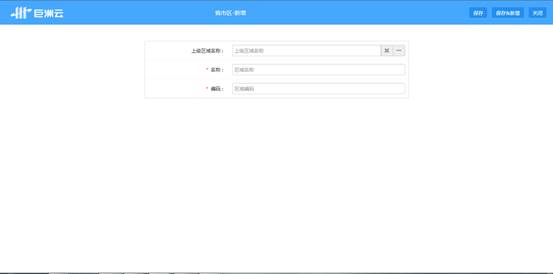 巨洲云
省市区-新增
保存 保存&新增 关闭
上级区域名称： 上级区域名称
* 名称： 区域名称
* 编码： 区域编码